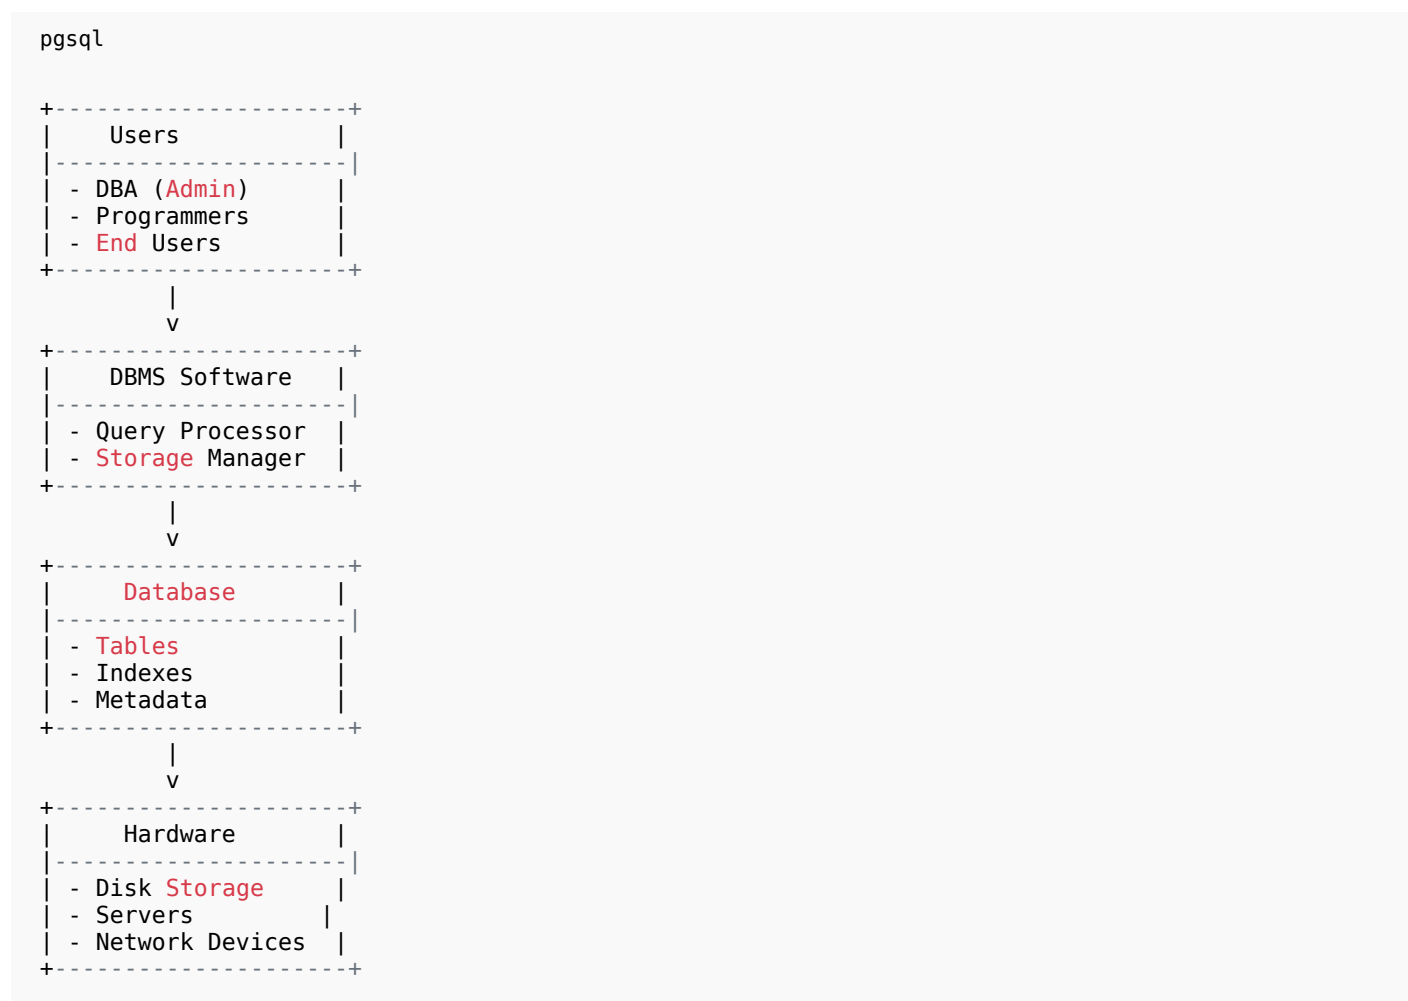 pgsql
+---------------------+
|    Users           |
|---------------------|
| - DBA (Admin)      |
| - Programmers      |
| - End Users        |
+---------------------+
         |
         v
+---------------------+
|    DBMS Software   |
|---------------------|
| - Query Processor  |
| - Storage Manager  |
+---------------------+
         |
         v
+---------------------+
|     Database       |
|---------------------|
| - Tables           |
| - Indexes          |
| - Metadata         |
+---------------------+
         |
         v
+---------------------+
|     Hardware       |
|---------------------|
| - Disk Storage     |
| - Servers         |
| - Network Devices  |
+---------------------+